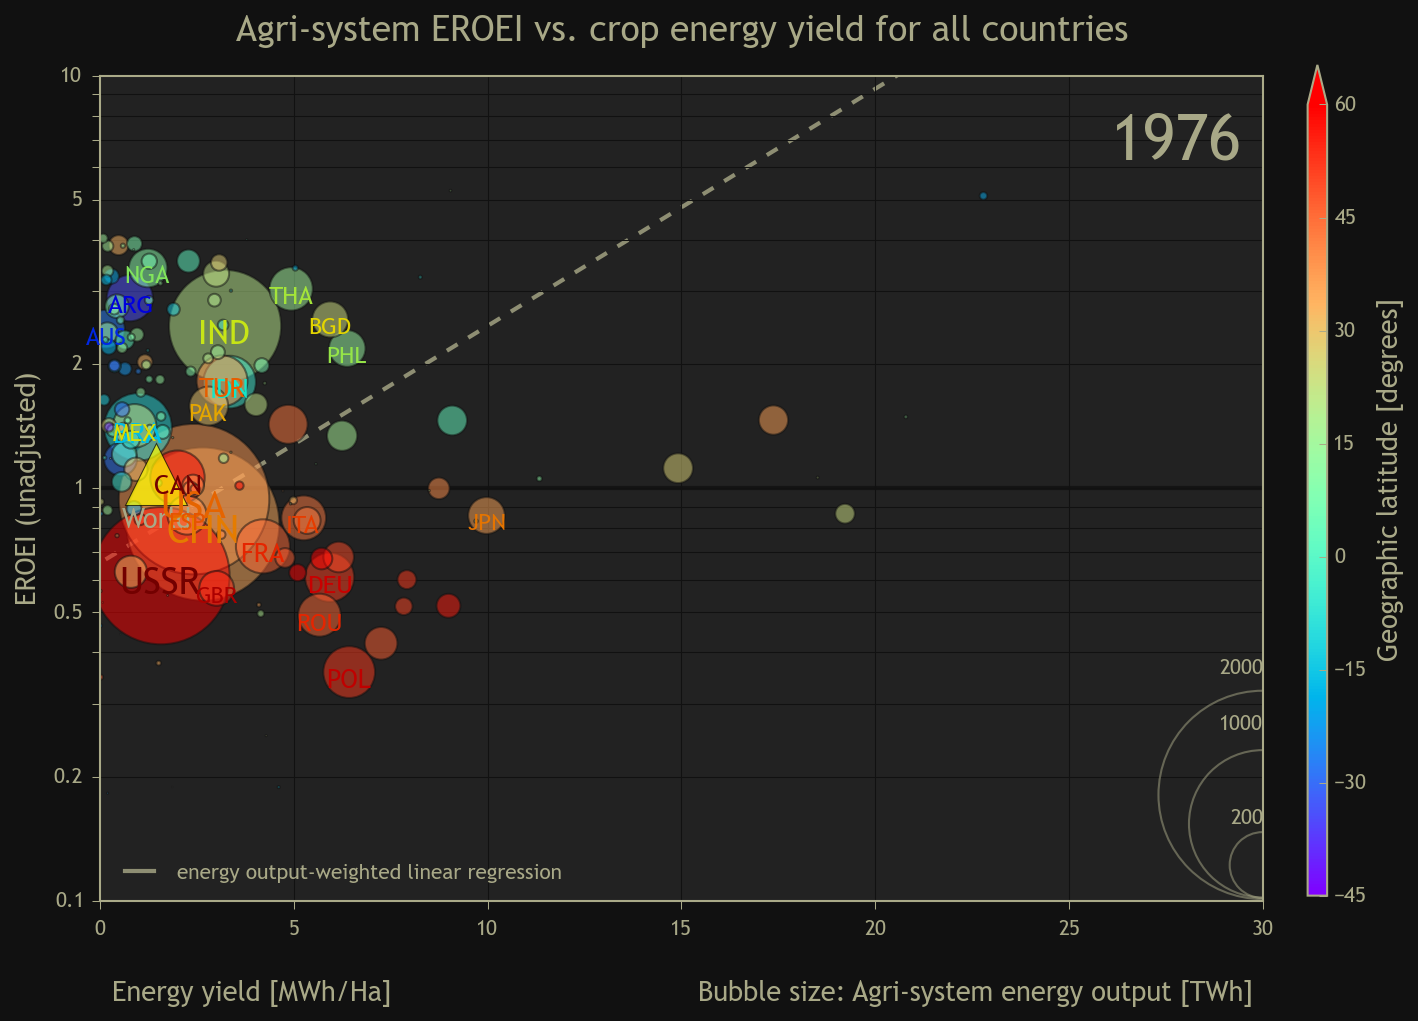 Agri-system EROEI vs. crop energy yield for all countries
1976
10
5
2
1
0.5
0.2
0.1
EROEI (unadjusted)
NGA
ARG
AUS
THA
IND
BGD
PHL
TUR
PAK
MEX
CAN
USA
World
CHN
ESP
ITA
JPN
FRA
USSR
GBR
DEU
ROU
POL
2000
1000
200
energy output-weighted linear regression
0
5
10
15
20
25
30
Energy yield [MWh/Ha]
Bubble size: Agri-system energy output [TWh]
60
45
30
15
0
−15
−30
−45
Geographic latitude [degrees]